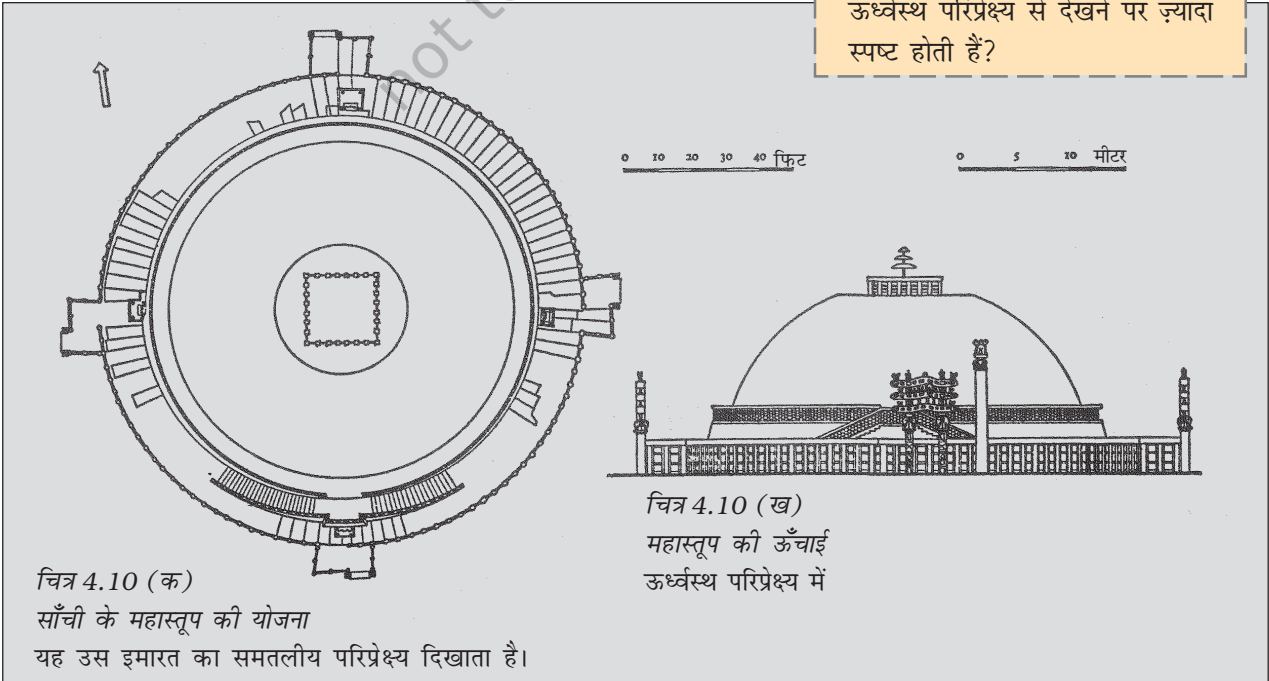 ऊर्ध्वस्थ परिप्रेक्ष्य से देखने पर ज़्यादा
स्पष्ट होती हैं?
not t
0 10 20 30 40 फिट
0 5 10 मीटर
चित्र 4.10 (ख)
महास्तूप की ऊँचाई
ऊर्ध्वस्थ परिप्रेक्ष्य में
चित्र 4.10 (क)
साँची के महास्तूप की योजना
यह उस इमारत का समतलीय परिप्रेक्ष्य दिखाता है।